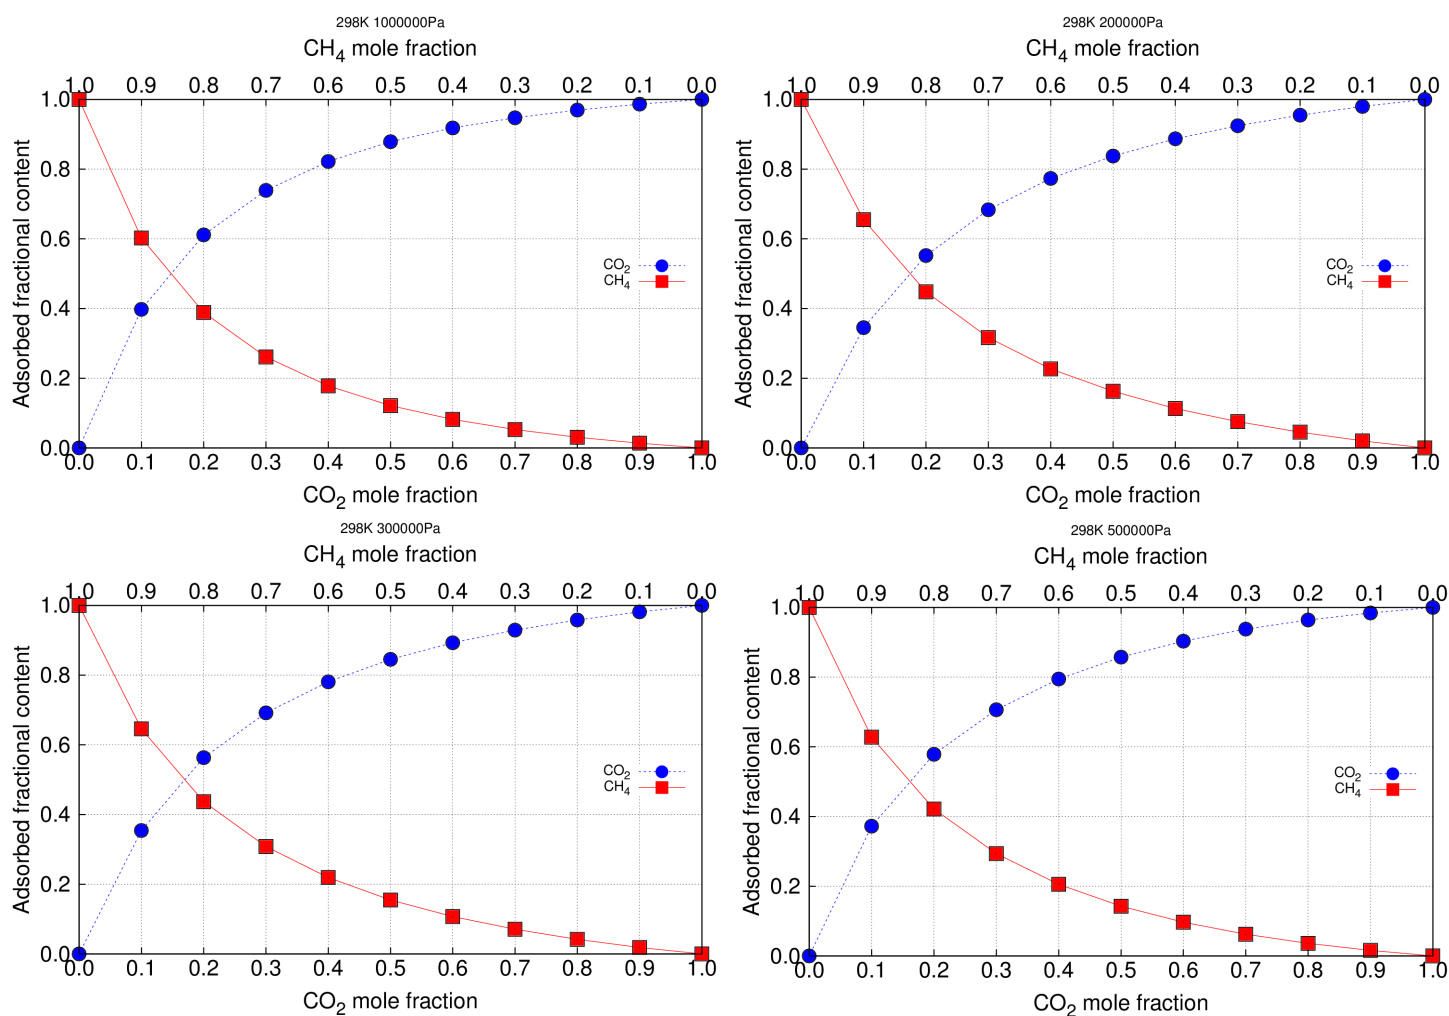 298K 1000000Pa
CH4 mole fraction
1.0 0.9 0.8 0.7 0.6 0.5 0.4 0.3 0.2 0.1 0.0
Adsorbed fractional content
1.0
0.8
0.6
0.4
0.2
0.0
CO2
CH4
0.0 0.1 0.2 0.3 0.4 0.5 0.6 0.7 0.8 0.9 1.0
CO2 mole fraction
298K 200000Pa
CH4 mole fraction
1.0 0.9 0.8 0.7 0.6 0.5 0.4 0.3 0.2 0.1 0.0
Adsorbed fractional content
1.0
0.8
0.6
0.4
0.2
0.0
CO2
CH4
0.0 0.1 0.2 0.3 0.4 0.5 0.6 0.7 0.8 0.9 1.0
CO2 mole fraction
298K 300000Pa
CH4 mole fraction
1.0 0.9 0.8 0.7 0.6 0.5 0.4 0.3 0.2 0.1 0.0
Adsorbed fractional content
1.0
0.8
0.6
0.4
0.2
0.0
CO2
CH4
0.0 0.1 0.2 0.3 0.4 0.5 0.6 0.7 0.8 0.9 1.0
CO2 mole fraction
298K 500000Pa
CH4 mole fraction
1.0 0.9 0.8 0.7 0.6 0.5 0.4 0.3 0.2 0.1 0.0
Adsorbed fractional content
1.0
0.8
0.6
0.4
0.2
0.0
CO2
CH4
0.0 0.1 0.2 0.3 0.4 0.5 0.6 0.7 0.8 0.9 1.0
CO2 mole fraction